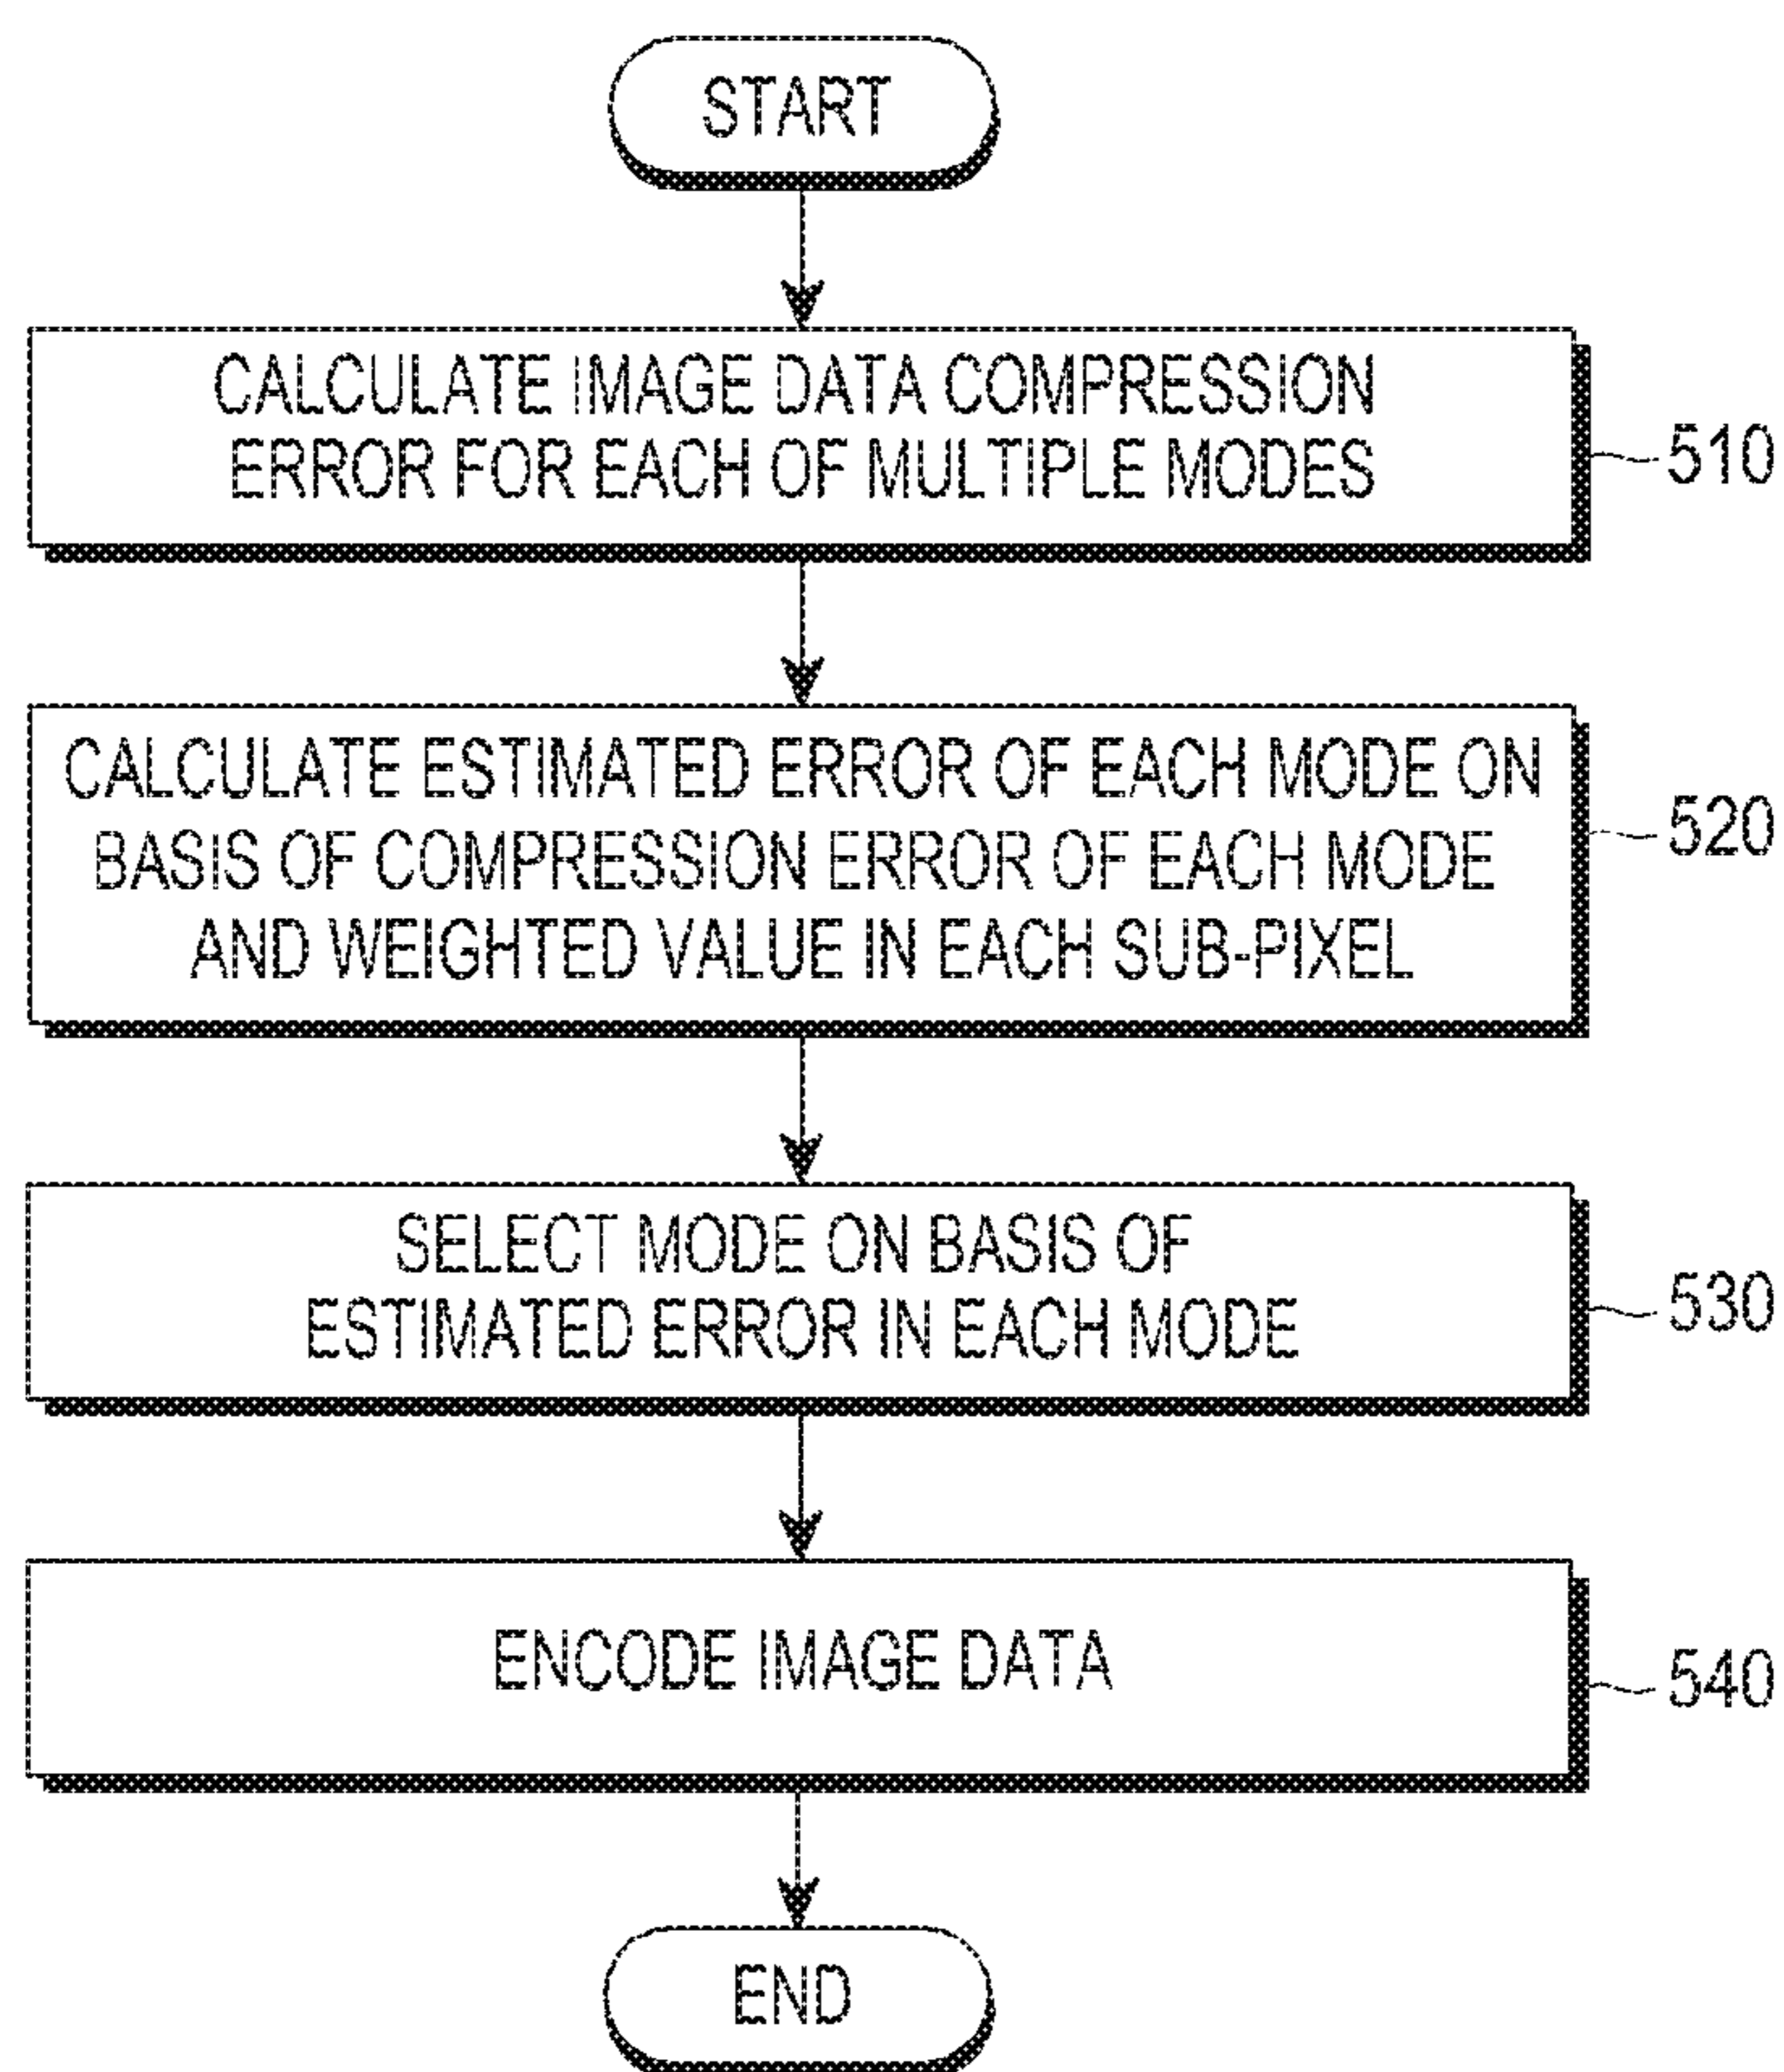 START
CALCULATE IMAGE DATA COMPRESSION
ERROR FOR EACH OF MULTIPLE MODES
510
CALCULATE ESTIMATED ERROR OF EACH MODE ON
BASIS OF COMPRESSION ERROR OF EACH MODE
AND WEIGHTED VALUE IN EACH SUB-PIXEL
520
SELECT MODE ON BASIS OF
ESTIMATED ERROR IN EACH MODE
530
ENCODE IMAGE DATA
540
END